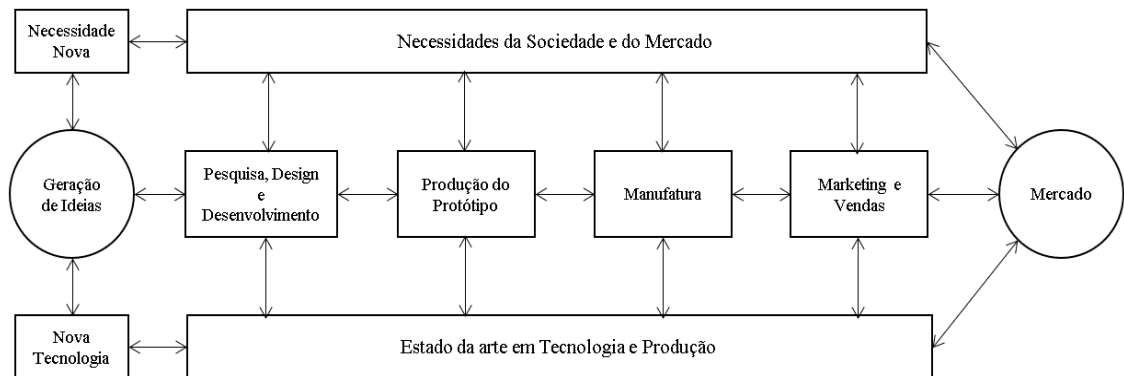 Necessidade
Nova
Necessidades da Sociedade e do Mercado
Geração
de Ideias
Pesquisa, Design
e
Desenvolvimento
Produção do
Protótipo
Manufatura
Marketing e
Vendas
Mercado
Nova
Tecnologia
Estado da arte em Tecnologia e Produção